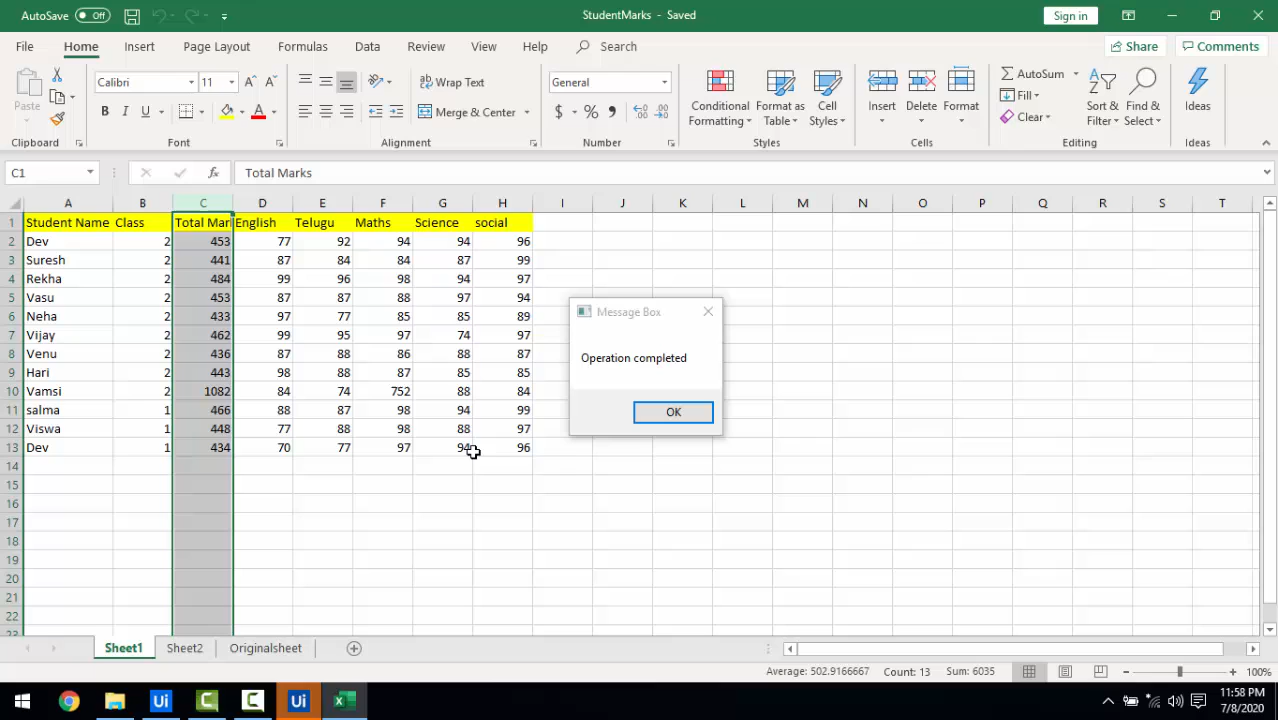 AutoSave Off StudentMarks - Saved Sign in
File Home Insert Page Layout Formulas Data Review View Help Search Share Comments
Paste Calibri 11 Wrap Text General Conditional Formatting Format as Table Cell Styles Insert Delete Format AutoSum Fill Clear Sort & Filter Find & Select Ideas
B I U A Merge & Center $ % ,
Clipboard Font Alignment Number Styles Cells Editing Ideas
C1 fx Total Marks
A B C D E F G H I J K L M N O P Q R S T
1 Student Name Class Total Mar English Telugu Maths Science social
2 Dev 2 453 77 92 94 94 96
3 Suresh 2 441 87 84 84 87 99
4 Rekha 2 484 99 96 98 94 97
5 Vasu 2 453 87 87 88 97 94
6 Neha 2 433 97 77 85 85 89
7 Vijay 2 462 99 95 97 74 97
8 Venu 2 436 87 88 86 88 87
9 Hari 2 443 98 88 87 85 85
10 Vamsi 2 1082 84 74 752 88 84
11 salma 1 466 88 87 98 94 99
12 Viswa 1 448 77 88 98 88 97
13 Dev 1 434 70 77 97 94 96
14
15
16
17
18
19
20
21
22
23
Message Box
Operation completed
OK
Sheet1 Sheet2 Originalsheet
Average: 502.9166667 Count: 13 Sum: 6035 100%
Ui C C Ui 11:58 PM
7/8/2020